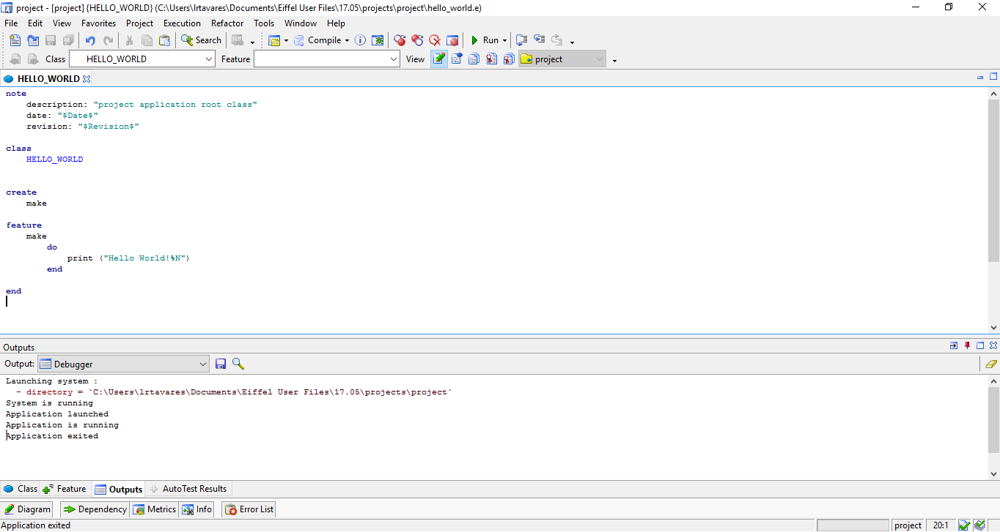 project - [project] {HELLO_WORLD} (C:\Users\lrtavares\Documents\Eiffel User Files\17.05\projects\project\hello_world.e)
File Edit View Favorites Project Execution Refactor Tools Window Help
Search Compile Run
Class HELLO_WORLD Feature View project
HELLO_WORLD
note
description: "project application root class"
date: "$Date$"
revision: "$Revision$"
class
HELLO_WORLD
create
make
feature
make
do
print ("Hello World!%N")
end
end
Outputs
Output: Debugger
Launching system :
- directory = `C:\Users\lrtavares\Documents\Eiffel User Files\17.05\projects\project`
System is running
Application launched
Application is running
Application exited
Class Feature Outputs AutoTest Results
Diagram Dependency Metrics Info Error List
Application exited project 20:1